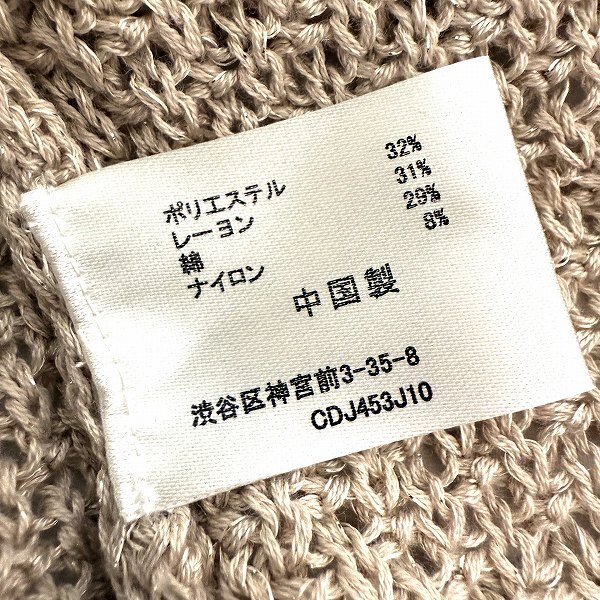 ポリエステル 32%
レーヨン 31%
綿 29%
ナイロン 8%
中国製
渋谷区神宮前3-35-8
CDJ453J10